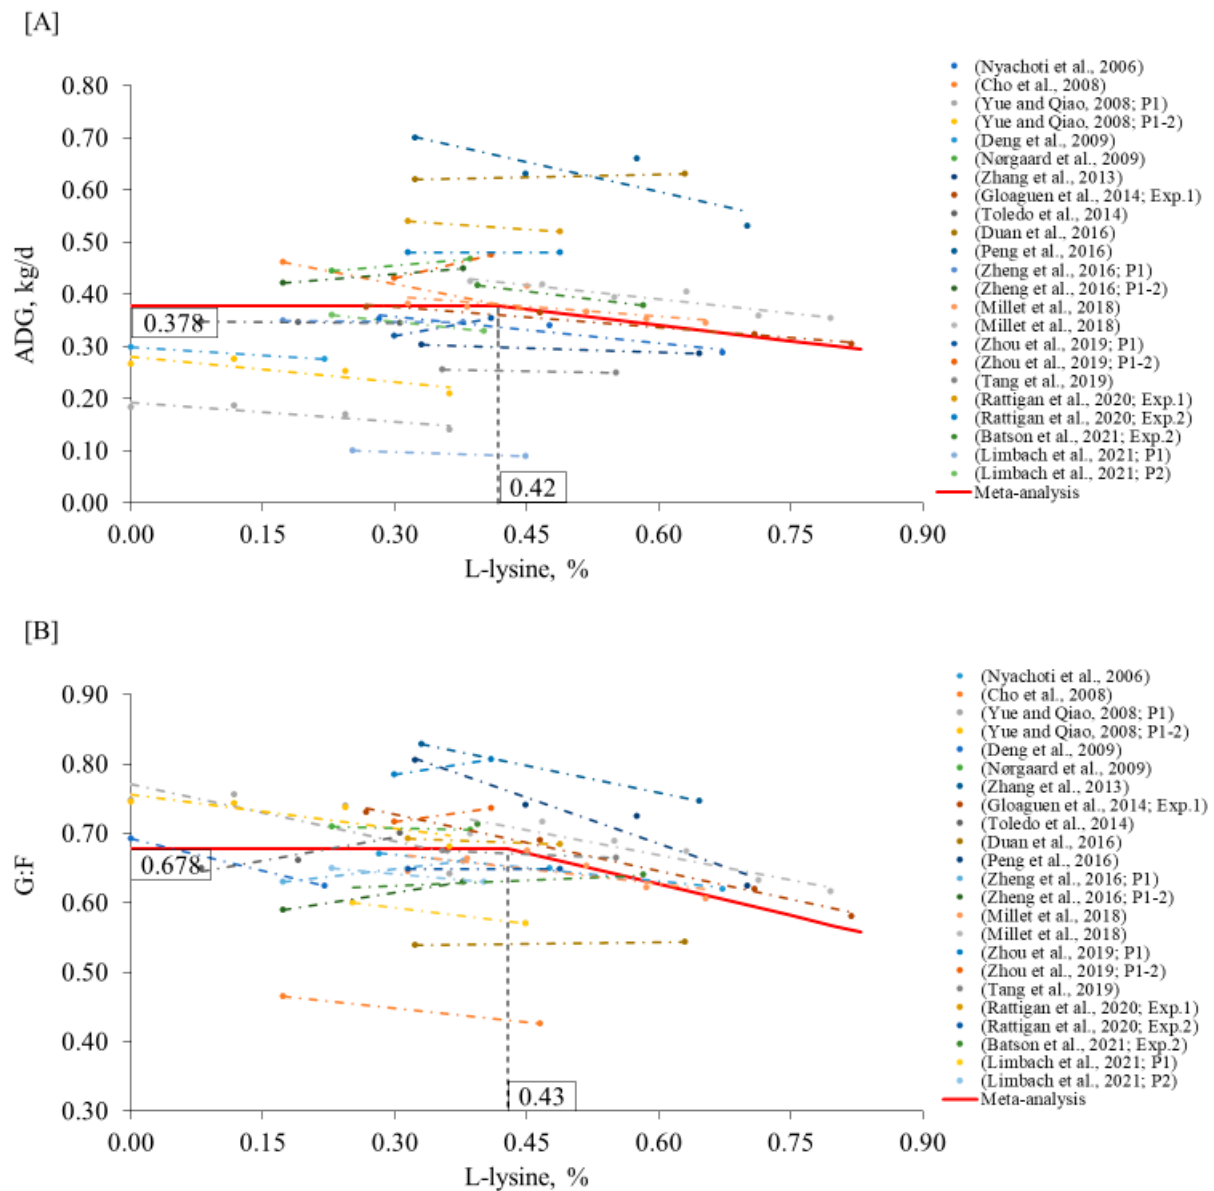 [A]
ADG, kg/d
0.80
0.70
0.60
0.50
0.40
0.30
0.20
0.10
0.00
0.378
0.42
0.00 0.15 0.30 0.45 0.60 0.75 0.90
L-lysine, %
(Nyachoti et al., 2006)
(Cho et al., 2008)
(Yue and Qiao, 2008; P1)
(Yue and Qiao, 2008; P1-2)
(Deng et al., 2009)
(Nørgaard et al., 2009)
(Zhang et al., 2013)
(Gloaguen et al., 2014; Exp.1)
(Toledo et al., 2014)
(Duan et al., 2016)
(Peng et al., 2016)
(Zheng et al., 2016; P1)
(Zheng et al., 2016; P1-2)
(Millet et al., 2018)
(Millet et al., 2018)
(Zhou et al., 2019; P1)
(Zhou et al., 2019; P1-2)
(Tang et al., 2019)
(Rattigan et al., 2020; Exp.1)
(Rattigan et al., 2020; Exp.2)
(Batson et al., 2021; Exp.2)
(Limbach et al., 2021; P1)
(Limbach et al., 2021; P2)
Meta-analysis
[B]
G:F
0.90
0.80
0.70
0.60
0.50
0.40
0.30
0.678
0.43
0.00 0.15 0.30 0.45 0.60 0.75 0.90
L-lysine, %
(Nyachoti et al., 2006)
(Cho et al., 2008)
(Yue and Qiao, 2008; P1)
(Yue and Qiao, 2008; P1-2)
(Deng et al., 2009)
(Nørgaard et al., 2009)
(Zhang et al., 2013)
(Gloaguen et al., 2014; Exp.1)
(Toledo et al., 2014)
(Duan et al., 2016)
(Peng et al., 2016)
(Zheng et al., 2016; P1)
(Zheng et al., 2016; P1-2)
(Millet et al., 2018)
(Millet et al., 2018)
(Zhou et al., 2019; P1)
(Zhou et al., 2019; P1-2)
(Tang et al., 2019)
(Rattigan et al., 2020; Exp.1)
(Rattigan et al., 2020; Exp.2)
(Batson et al., 2021; Exp.2)
(Limbach et al., 2021; P1)
(Limbach et al., 2021; P2)
Meta-analysis